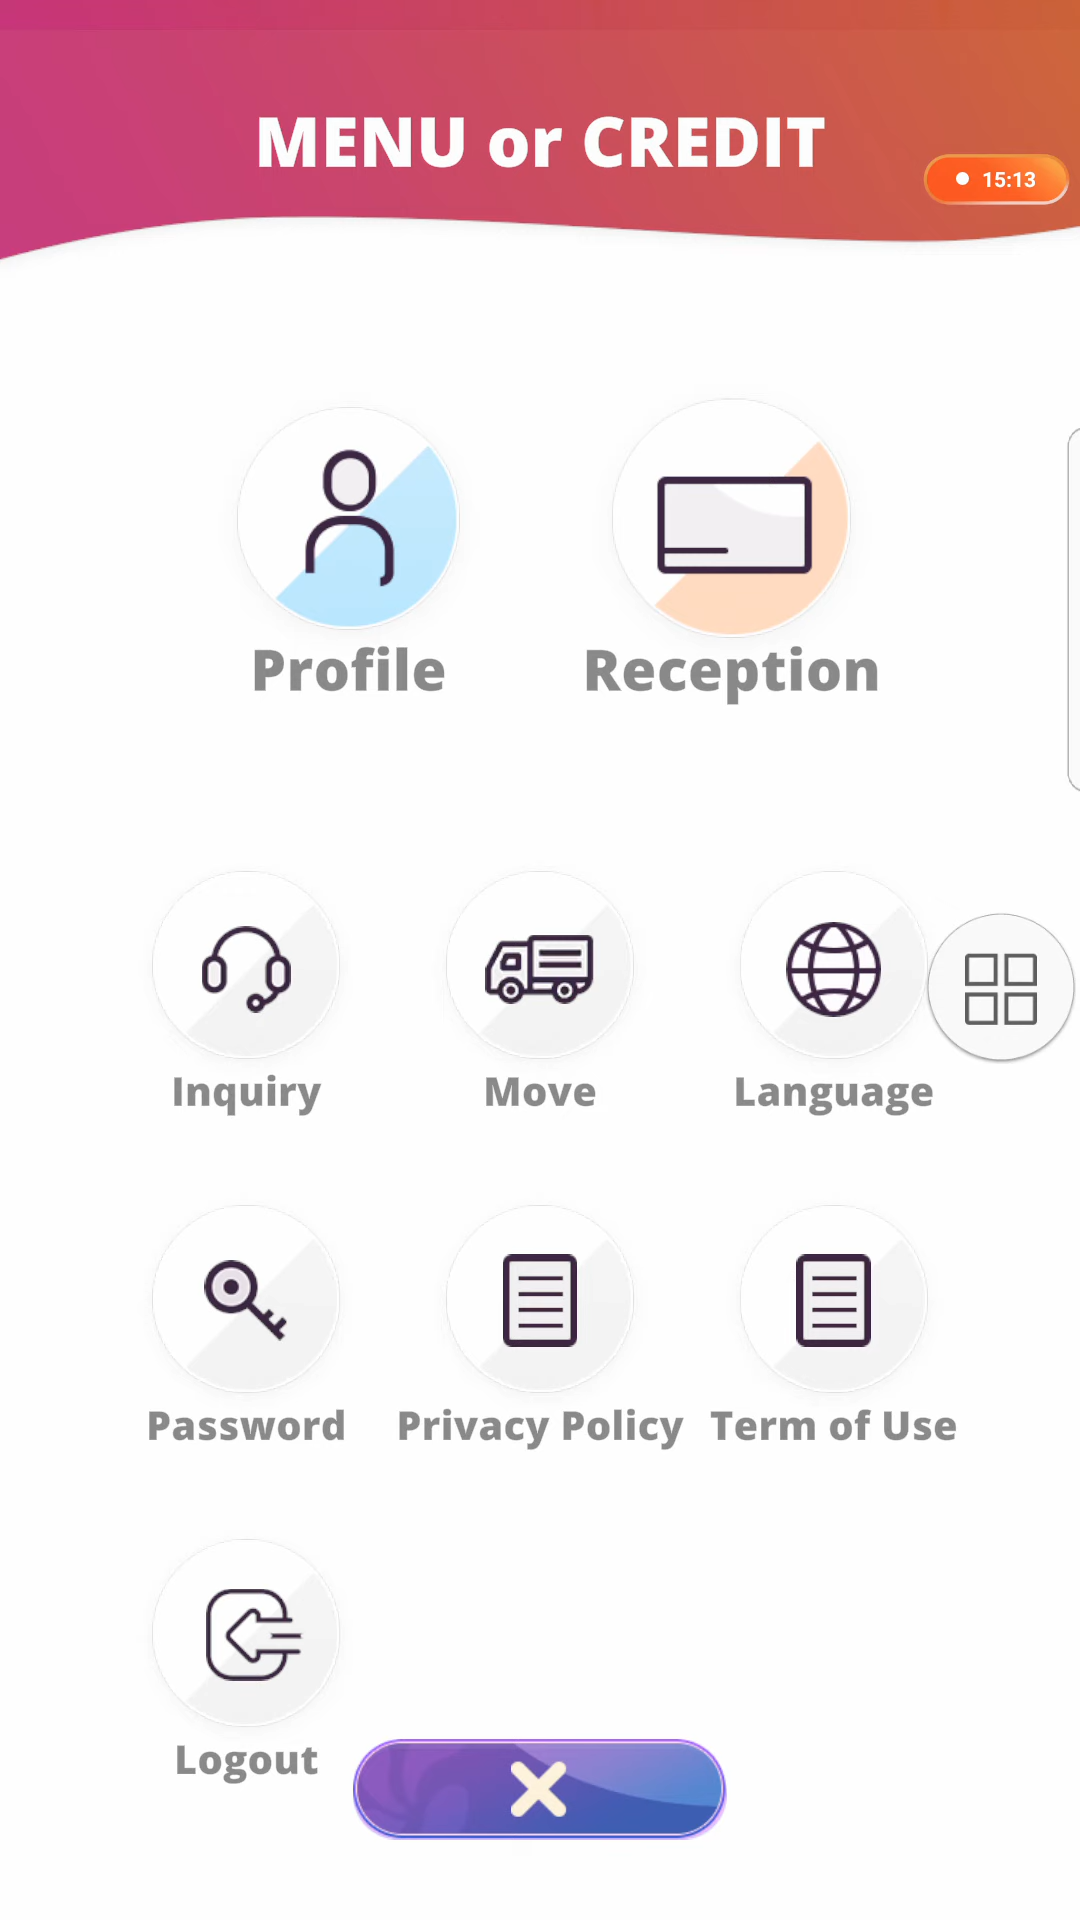 MENU or CREDIT
15:13
Profile
Reception
Inquiry
Move
Language
Password
Privacy Policy
Term of Use
Logout